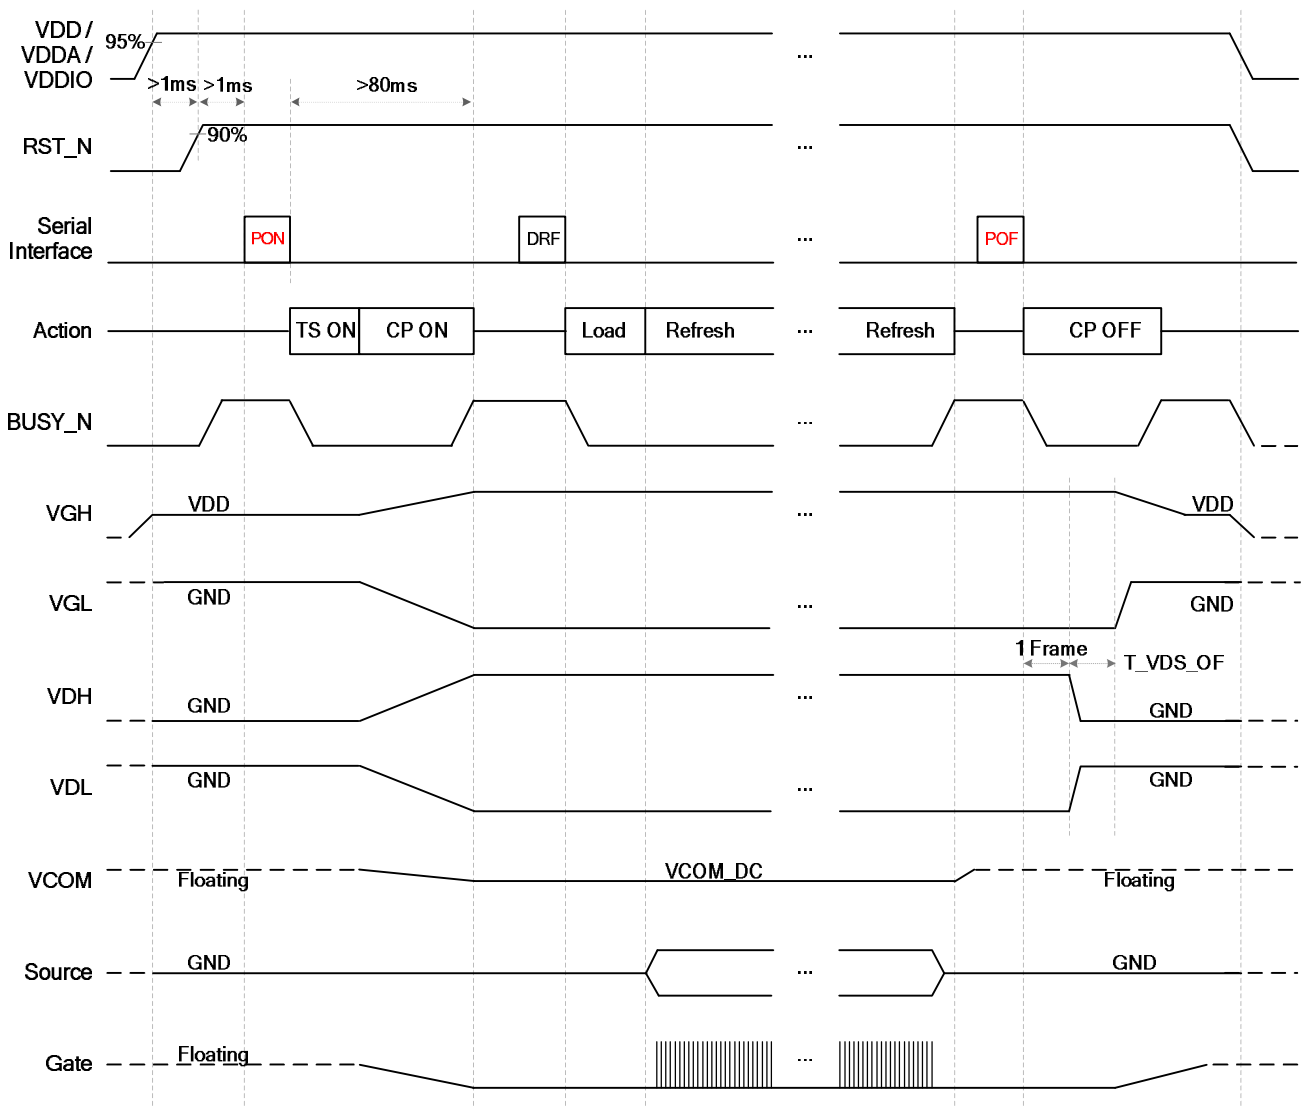 VDD /
VDDA /
VDDIO
95%
>1ms >1ms >80ms
...
RST_N
90%
...
Serial
Interface
PON
DRF
...
POF
Action
TS ON CP ON Load Refresh ... Refresh CP OFF
BUSY_N
...
VGH
VDD
...
VDD
VGL
GND
...
GND
1 Frame
T_VDS_OF
VDH
GND
...
GND
VDL
GND
...
GND
VCOM
Floating
VCOM_DC
Floating
Source
GND
...
GND
Gate
Floating
...